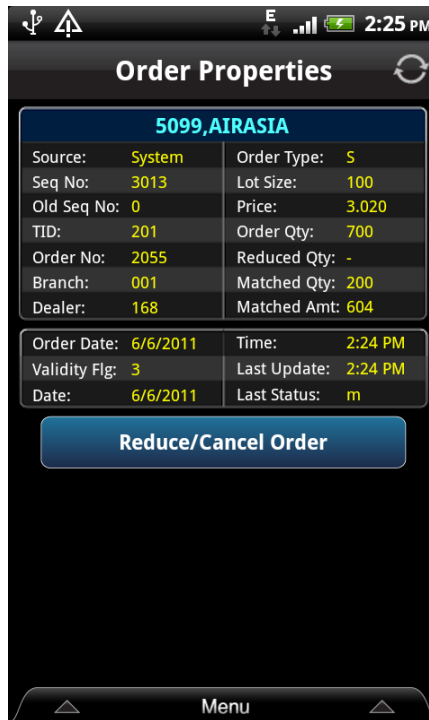 E 2:25 PM
Order Properties
5099,AIRASIA
Source: System Order Type: S
Seq No: 3013 Lot Size: 100
Old Seq No: 0 Price: 3.020
TID: 201 Order Qty: 700
Order No: 2055 Reduced Qty: -
Branch: 001 Matched Qty: 200
Dealer: 168 Matched Amt: 604
Order Date: 6/6/2011 Time: 2:24 PM
Validity Flg: 3 Last Update: 2:24 PM
Date: 6/6/2011 Last Status: m
Reduce/Cancel Order
Menu